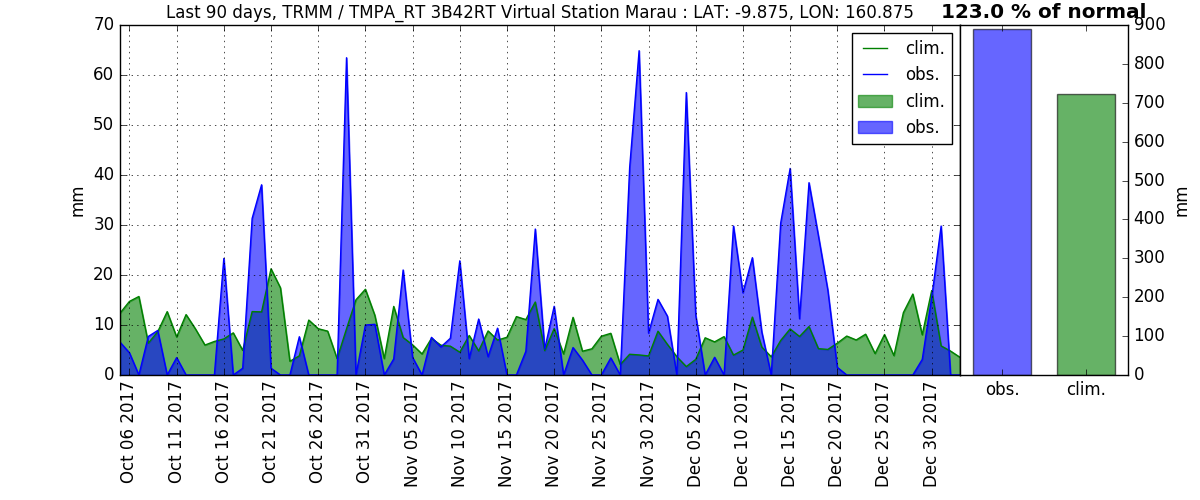 Last 90 days, TRMM / TMPA_RT 3B42RT Virtual Station Marau : LAT: -9.875, LON: 160.875
123.0 % of normal
70
60
50
40
30
20
10
0
mm
clim.
obs.
clim.
obs.
900
800
700
600
500
400
300
200
100
0
mm
Oct 06 2017
Oct 11 2017
Oct 16 2017
Oct 21 2017
Oct 26 2017
Oct 31 2017
Nov 05 2017
Nov 10 2017
Nov 15 2017
Nov 20 2017
Nov 25 2017
Nov 30 2017
Dec 05 2017
Dec 10 2017
Dec 15 2017
Dec 20 2017
Dec 25 2017
Dec 30 2017
obs.
clim.